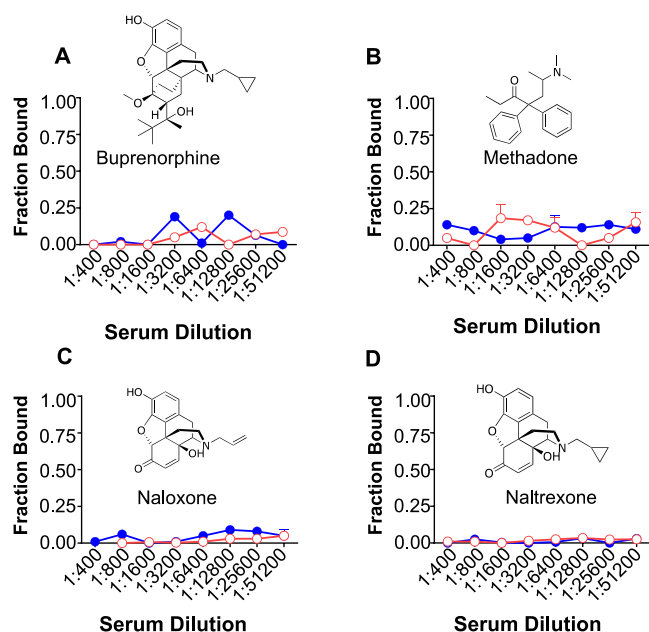 A
HO
O
O
H
OH
N
Buprenorphine
Fraction Bound
1.00
0.75
0.50
0.25
0.00
1:400
1:800
1:1600
1:3200
1:6400
1:12800
1:25600
1:51200
Serum Dilution
B
N
O
Methadone
Fraction Bound
1.00
0.75
0.50
0.25
0.00
1:400
1:800
1:1600
1:3200
1:6400
1:12800
1:25600
1:51200
Serum Dilution
C
HO
O
N
OH
O
Naloxone
Fraction Bound
1.00
0.75
0.50
0.25
0.00
1:400
1:800
1:1600
1:3200
1:6400
1:12800
1:25600
1:51200
Serum Dilution
D
HO
O
N
OH
O
Naltrexone
Fraction Bound
1.00
0.75
0.50
0.25
0.00
1:400
1:800
1:1600
1:3200
1:6400
1:12800
1:25600
1:51200
Serum Dilution